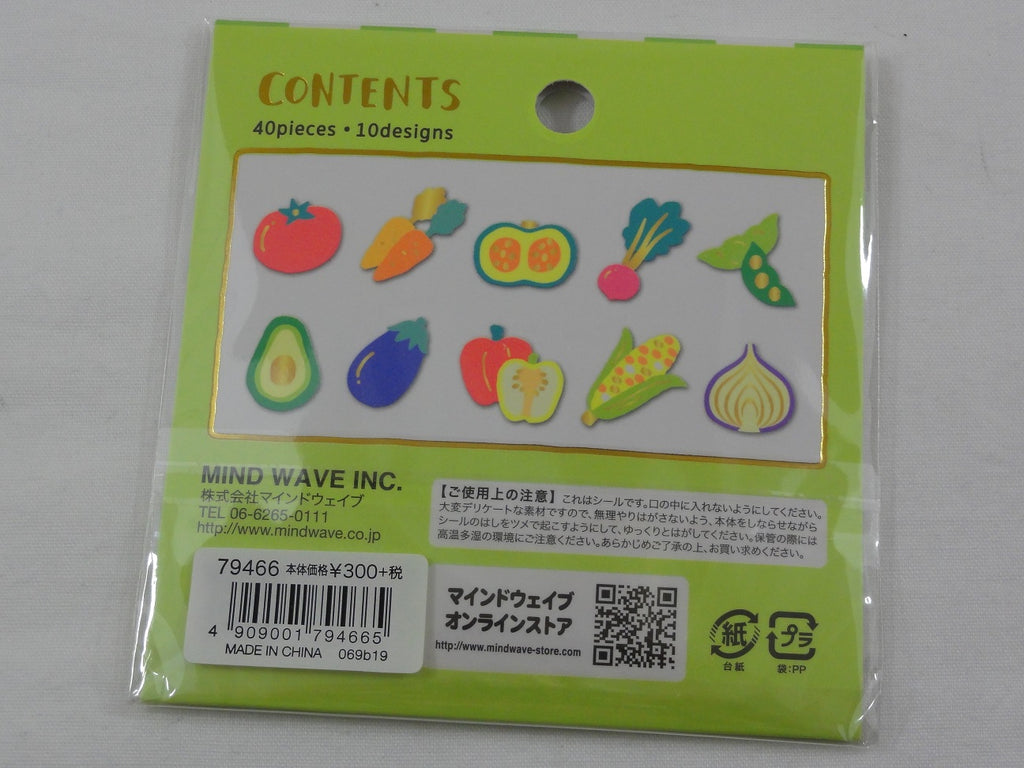 CONTENTS
40pieces・10designs
MIND WAVE INC.
株式会社マインドウェイブ
TEL 06-6265-0111
http://www.mindwave.co.jp
【ご使用上の注意】これはシールです。口の中に入れないようにしてください。
大変デリケートな素材ですので、無理やりはがさないよう、本体をしならせながら
シールのはしをツメで起こすようにして、ゆっくりとはがしてください。保管の際には
高温多湿の環境にご注意ください。あらかじめご了承の上、お買い求めください。
79466 本体価格¥300+税
4 909001 794665
MADE IN CHINA 069b19
マインドウェイブ
オンラインストア
http://www.mindwave-store.com
紙
台紙
プラ
袋:PP